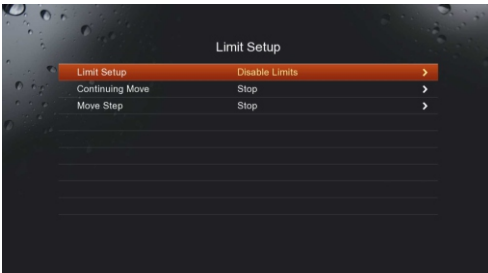 Limit Setup
Limit Setup Disable Limits >
Continuing Move Stop >
Move Step Stop >